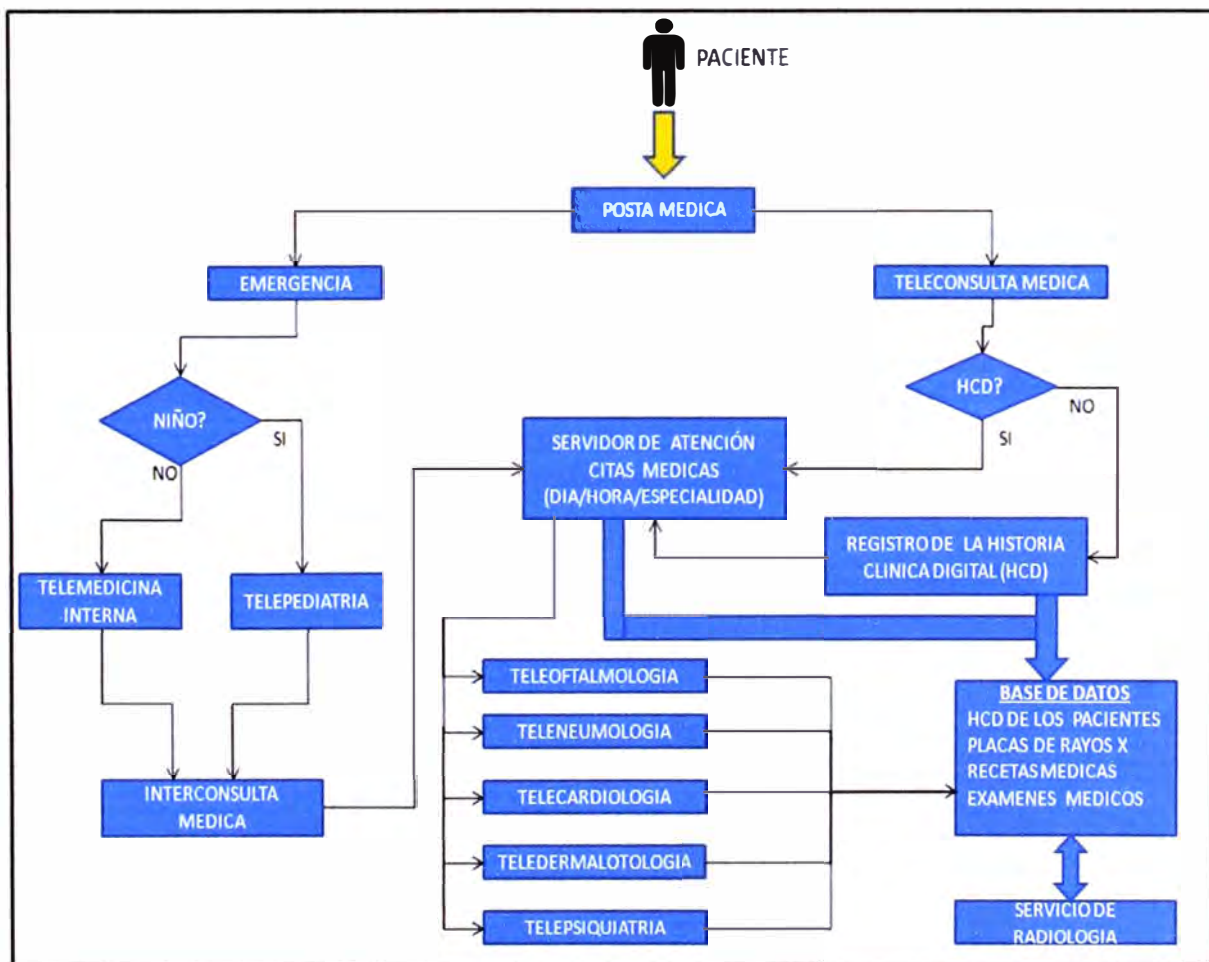 PACIENTE
POSTA MEDICA
EMERGENCIA
TELECONSULTA MEDICA
NIÑO?
SI
NO
HCD?
NO
SI
SERVIDOR DE ATENCIÓN
CITAS MEDICAS
(DIA/HORA/ESPECIALIDAD)
REGISTRO DE LA HISTORIA
CLINICA DIGITAL (HCD)
TELEMEDICINA
INTERNA
TELEPEDIATRIA
INTERCONSULTA
MEDICA
TELEOFTALMOLOGIA
TELENEUMOLOGIA
TELECARDIOLOGIA
TELEDERMALOTOLOGIA
TELEPSIQUIATRIA
BASE DE DATOS
HCD DE LOS PACIENTES
PLACAS DE RAYOS X
RECETAS MEDICAS
EXAMENES MEDICOS
SERVICIO DE
RADIOLOGIA